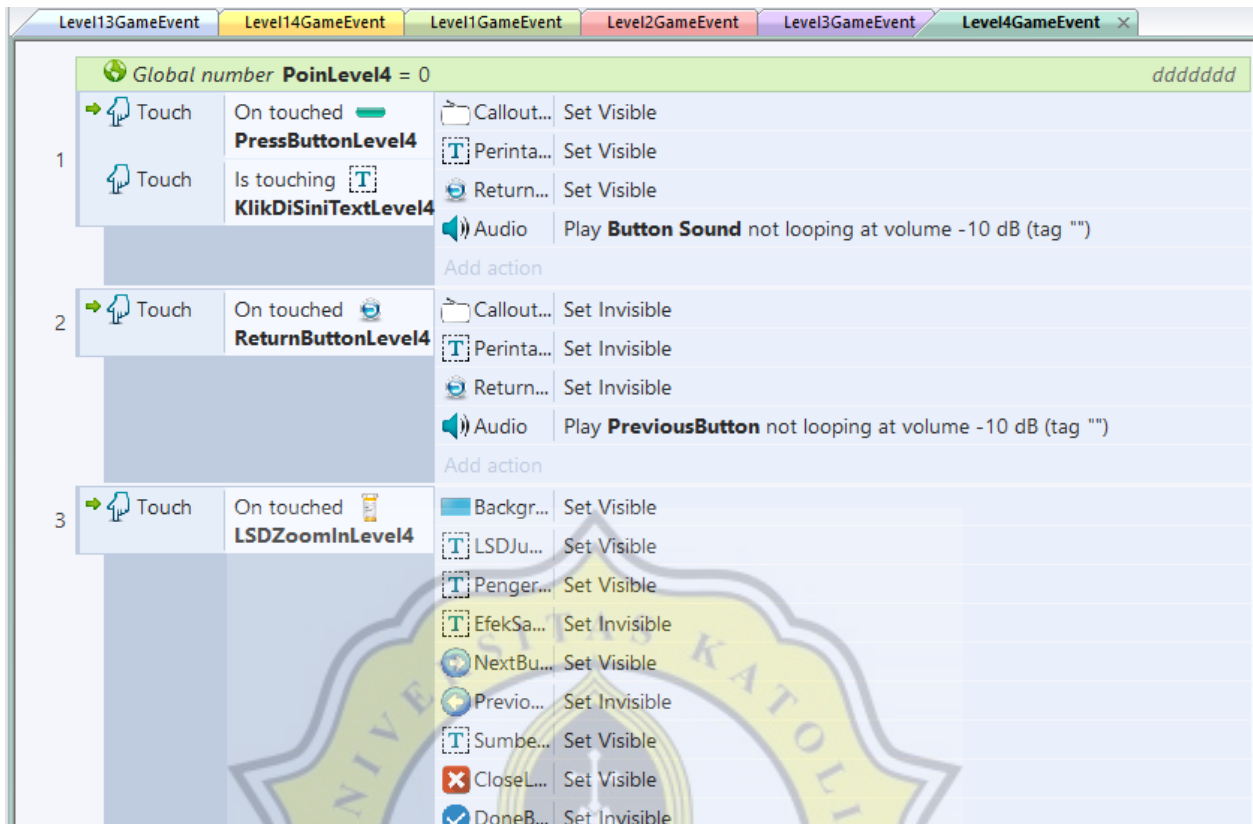 Level13GameEvent Level14GameEvent Level1GameEvent Level2GameEvent Level3GameEvent Level4GameEvent
Global number PoinLevel4 = 0 ddddddd
1
Touch On touched
PressButtonLevel4
Touch Is touching
KlikDiSiniTextLevel4
Callout... Set Visible
Perinta... Set Visible
Return... Set Visible
Audio Play Button Sound not looping at volume -10 dB (tag "")
Add action
2
Touch On touched
ReturnButtonLevel4
Callout... Set Invisible
Perinta... Set Invisible
Return... Set Invisible
Audio Play PreviousButton not looping at volume -10 dB (tag "")
Add action
3
Touch On touched
LSDZoomInLevel4
Backgr... Set Visible
LSDJu... Set Visible
Penger... Set Visible
EfekSa... Set Invisible
NextBu... Set Visible
Previo... Set Invisible
Sumbe... Set Visible
CloseL... Set Visible
DoneB... Set Invisible